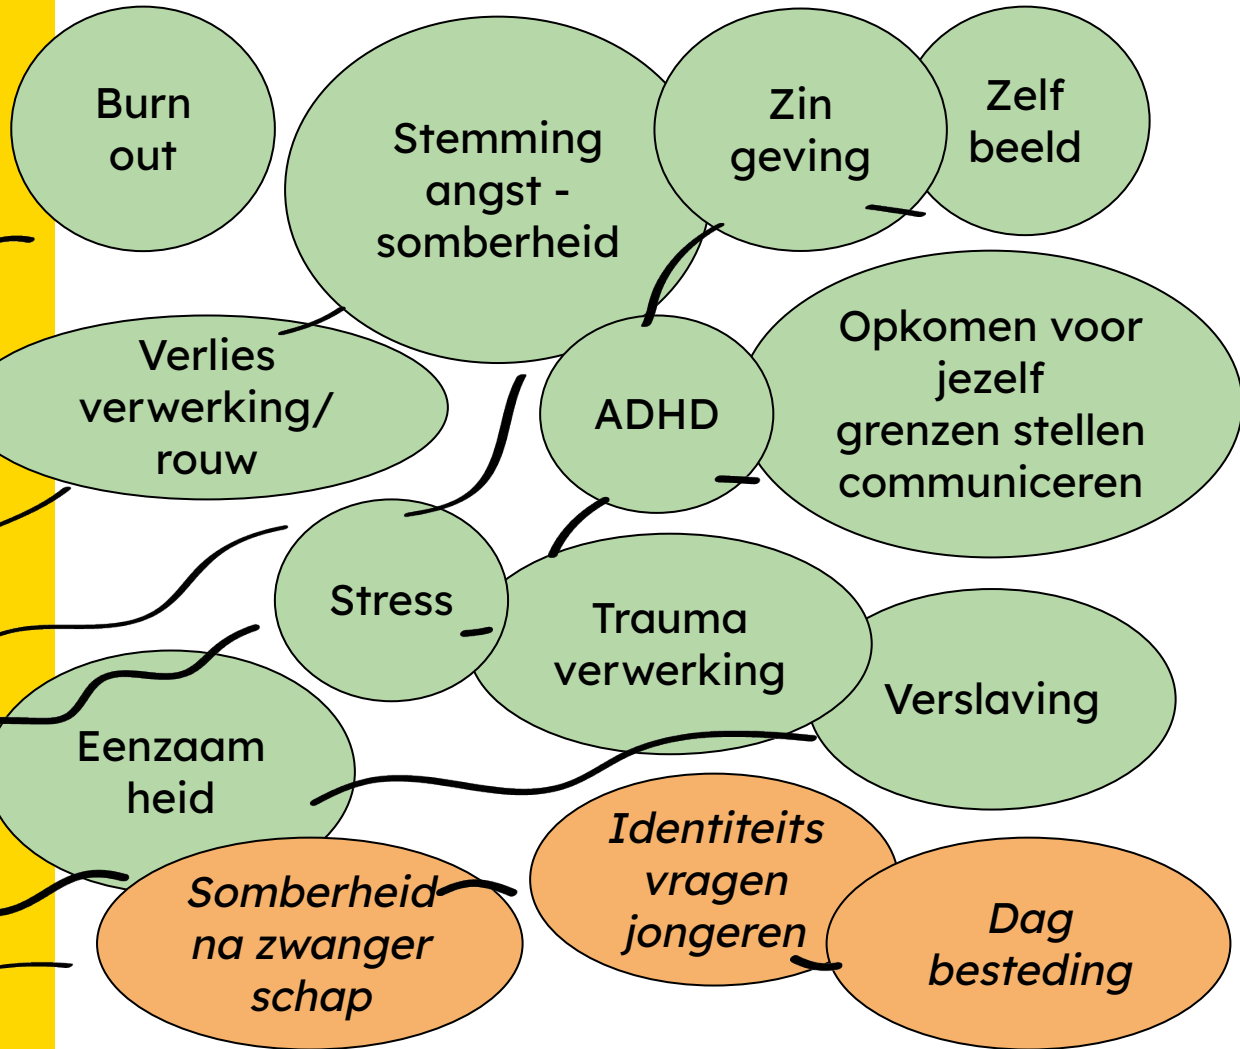 Burn
out
Stemming
angst -
somberheid
Zin
geving
Zelf
beeld
Verlies
verwerking/
rouw
ADHD
Opkomen voor
jezelf
grenzen stellen
communiceren
Stress
Trauma
verwerking
Verslaving
Eenzaam
heid
Somberheid
na zwanger
schap
Identiteits
vragen
jongeren
Dag
besteding